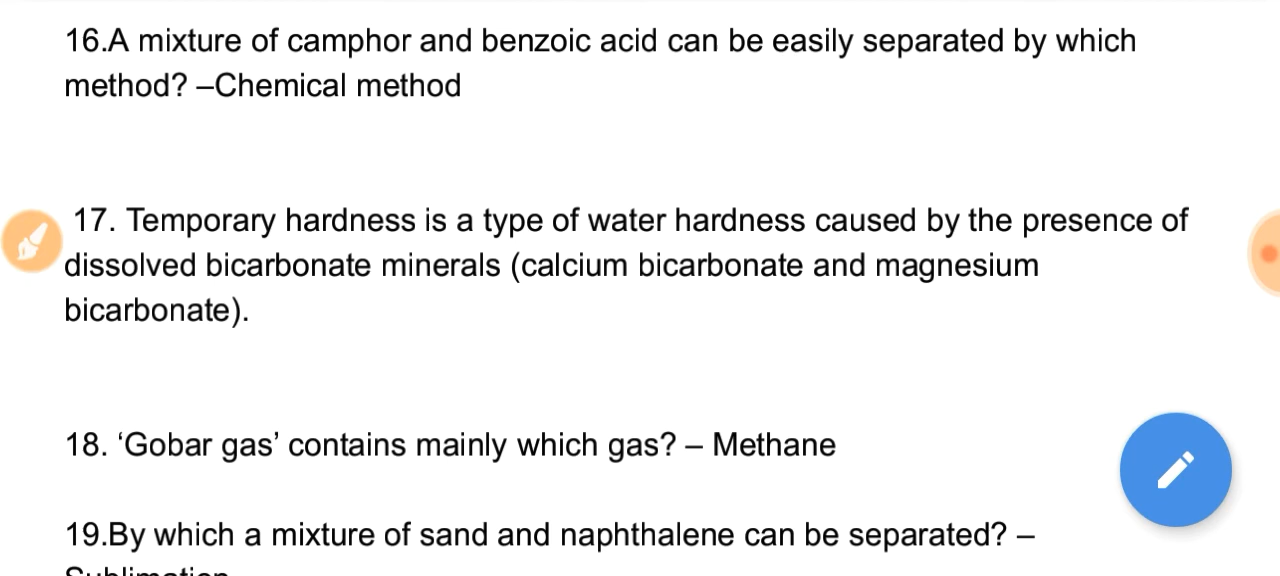 16.A mixture of camphor and benzoic acid can be easily separated by which
method? –Chemical method
17. Temporary hardness is a type of water hardness caused by the presence of
dissolved bicarbonate minerals (calcium bicarbonate and magnesium
bicarbonate).
18. ‘Gobar gas’ contains mainly which gas? – Methane
19.By which a mixture of sand and naphthalene can be separated? –
Sublimation